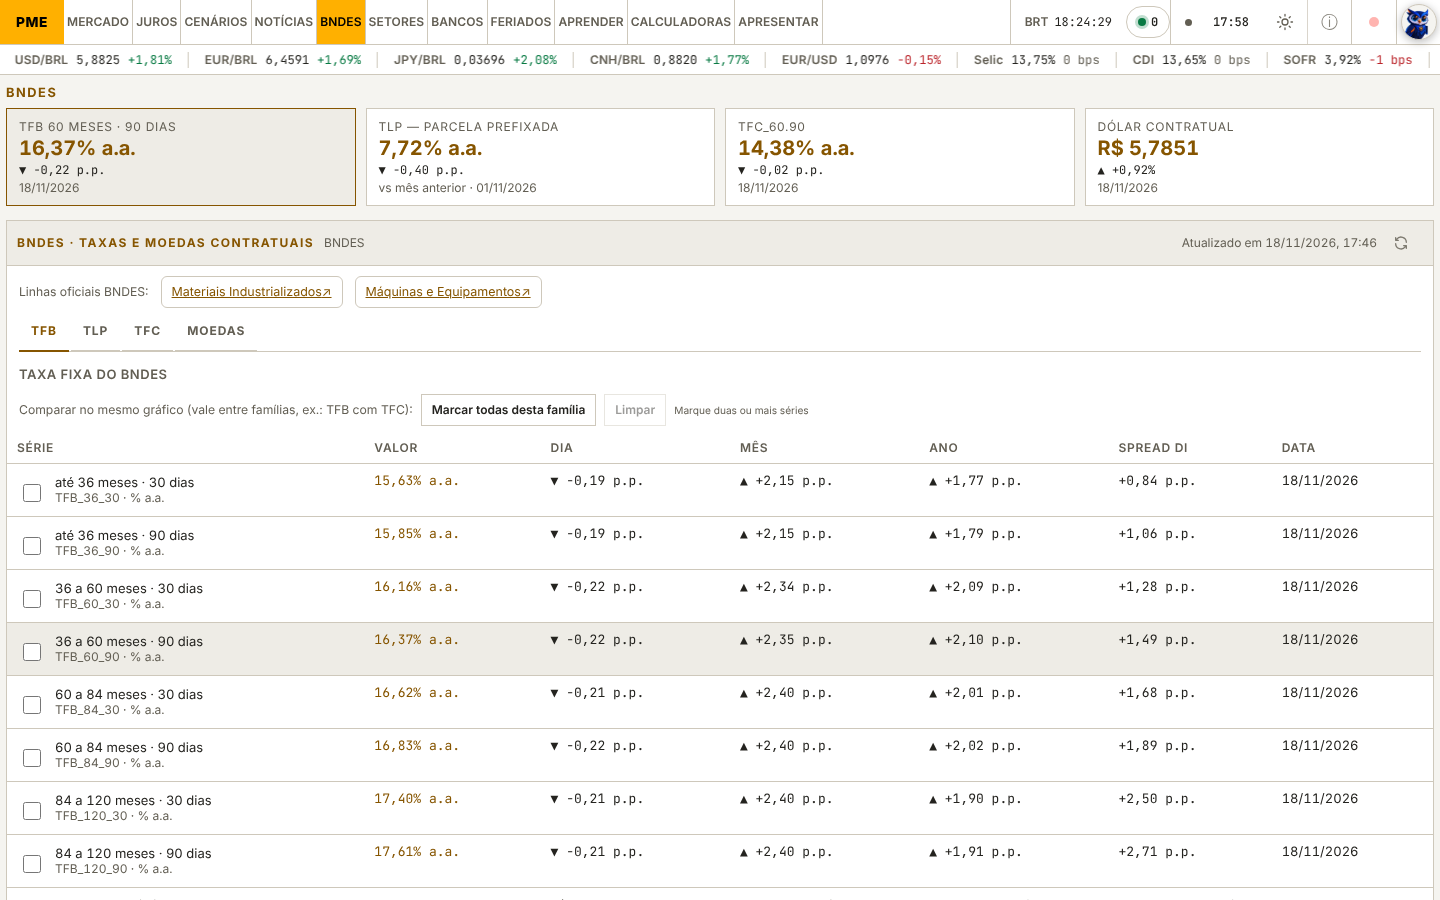 PME MERCADO JUROS CENÁRIOS NOTÍCIAS BNDES SETORES BANCOS FERIADOS APRENDER CALCULADORAS APRESENTAR BRT 18:24:29 0 17:58
USD/BRL 5,8825 +1,81% EUR/BRL 6,4591 +1,69% JPY/BRL 0,03696 +2,08% CNH/BRL 0,8820 +1,77% EUR/USD 1,0976 -0,15% Selic 13,75% 0 bps CDI 13,65% 0 bps SOFR 3,92% -1 bps
BNDES
TFB 60 MESES · 90 DIAS
16,37% a.a.
▼ -0,22 p.p.
18/11/2026
TLP — PARCELA PREFIXADA
7,72% a.a.
▼ -0,40 p.p.
vs mês anterior · 01/11/2026
TFC_60.90
14,38% a.a.
▼ -0,02 p.p.
18/11/2026
DÓLAR CONTRATUAL
R$ 5,7851
▲ +0,92%
18/11/2026
BNDES · TAXAS E MOEDAS CONTRATUAIS BNDES Atualizado em 18/11/2026, 17:46
Linhas oficiais BNDES: Materiais Industrializados↗ Máquinas e Equipamentos↗
TFB TLP TFC MOEDAS
TAXA FIXA DO BNDES
Comparar no mesmo gráfico (vale entre famílias, ex.: TFB com TFC): Marcar todas desta família Limpar Marque duas ou mais séries
SÉRIE VALOR DIA MÊS ANO SPREAD DI DATA
até 36 meses · 30 dias 15,63% a.a. ▼ -0,19 p.p. ▲ +2,15 p.p. ▲ +1,77 p.p. +0,84 p.p. 18/11/2026
TFB_36_30 · % a.a.
até 36 meses · 90 dias 15,85% a.a. ▼ -0,19 p.p. ▲ +2,15 p.p. ▲ +1,79 p.p. +1,06 p.p. 18/11/2026
TFB_36_90 · % a.a.
36 a 60 meses · 30 dias 16,16% a.a. ▼ -0,22 p.p. ▲ +2,34 p.p. ▲ +2,09 p.p. +1,28 p.p. 18/11/2026
TFB_60_30 · % a.a.
36 a 60 meses · 90 dias 16,37% a.a. ▼ -0,22 p.p. ▲ +2,35 p.p. ▲ +2,10 p.p. +1,49 p.p. 18/11/2026
TFB_60_90 · % a.a.
60 a 84 meses · 30 dias 16,62% a.a. ▼ -0,21 p.p. ▲ +2,40 p.p. ▲ +2,01 p.p. +1,68 p.p. 18/11/2026
TFB_84_30 · % a.a.
60 a 84 meses · 90 dias 16,83% a.a. ▼ -0,22 p.p. ▲ +2,40 p.p. ▲ +2,02 p.p. +1,89 p.p. 18/11/2026
TFB_84_90 · % a.a.
84 a 120 meses · 30 dias 17,40% a.a. ▼ -0,21 p.p. ▲ +2,40 p.p. ▲ +1,90 p.p. +2,50 p.p. 18/11/2026
TFB_120_30 · % a.a.
84 a 120 meses · 90 dias 17,61% a.a. ▼ -0,21 p.p. ▲ +2,40 p.p. ▲ +1,91 p.p. +2,71 p.p. 18/11/2026
TFB_120_90 · % a.a.